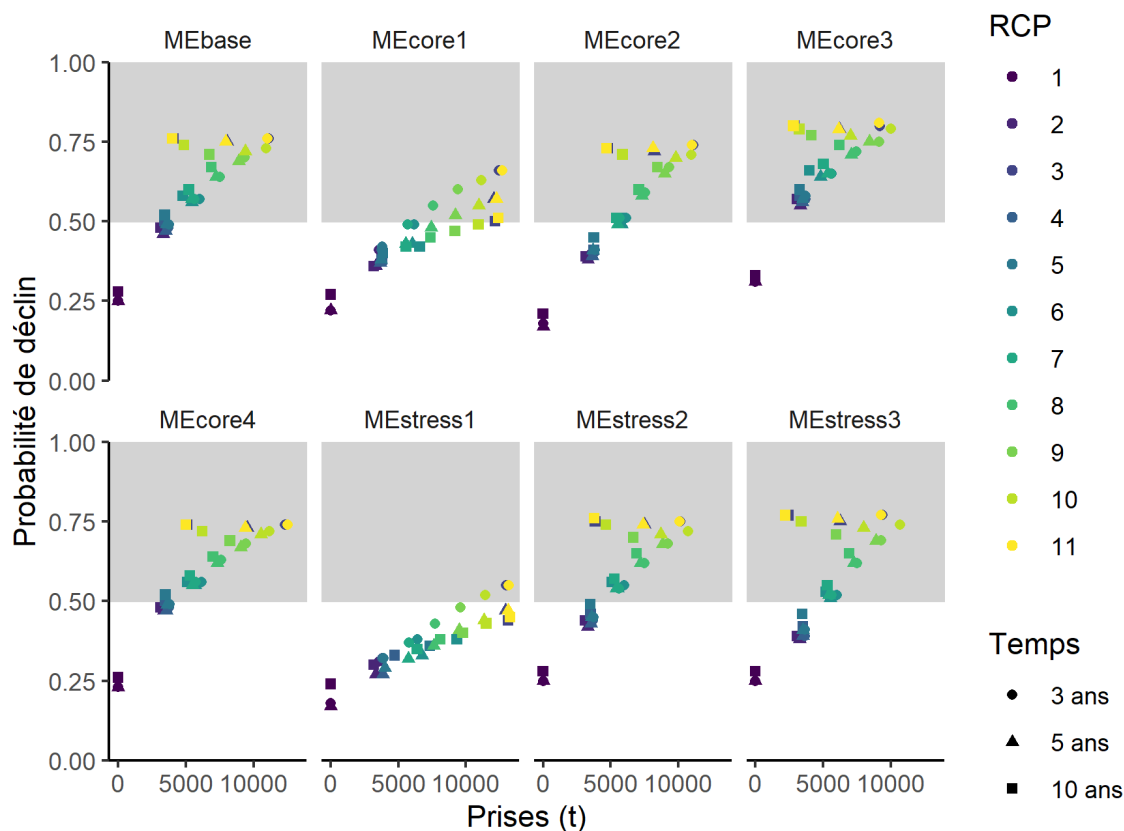 MEbase MEcore1 MEcore2 MEcore3
1.00
0.75
0.50
0.25
0.00
MEcore4 MEstress1 MEstress2 MEstress3
1.00
0.75
0.50
0.25
0.00
0 5000 10000 0 5000 10000 0 5000 10000 0 5000 10000
Prises (t)
Probabilité de déclin
RCP
1
2
3
4
5
6
7
8
9
10
11
Temps
3 ans
5 ans
10 ans